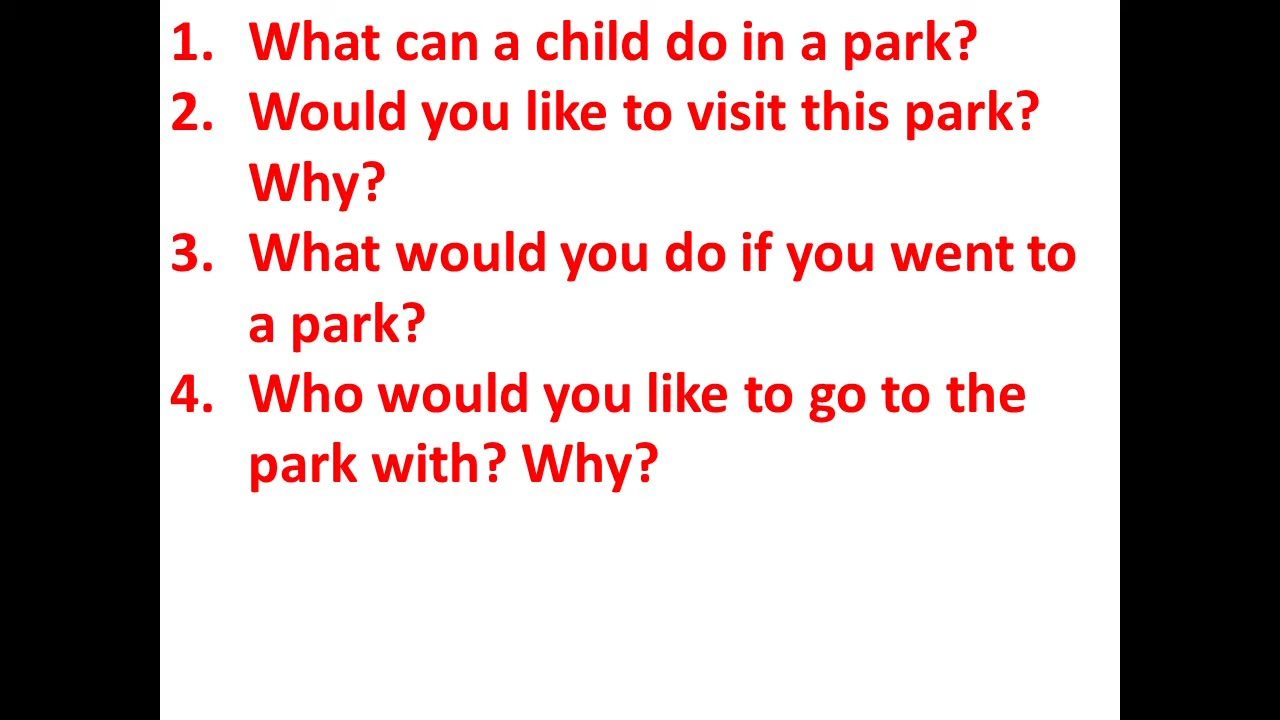 1. What can a child do in a park?
2. Would you like to visit this park?
Why?
3. What would you do if you went to
a park?
4. Who would you like to go to the
park with? Why?